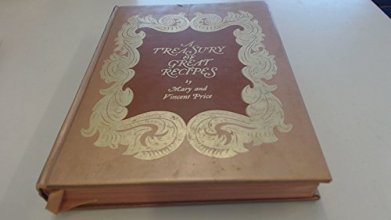 A
TREASURY
OF
GREAT
RECIPES
by
Mary and
Vincent Price